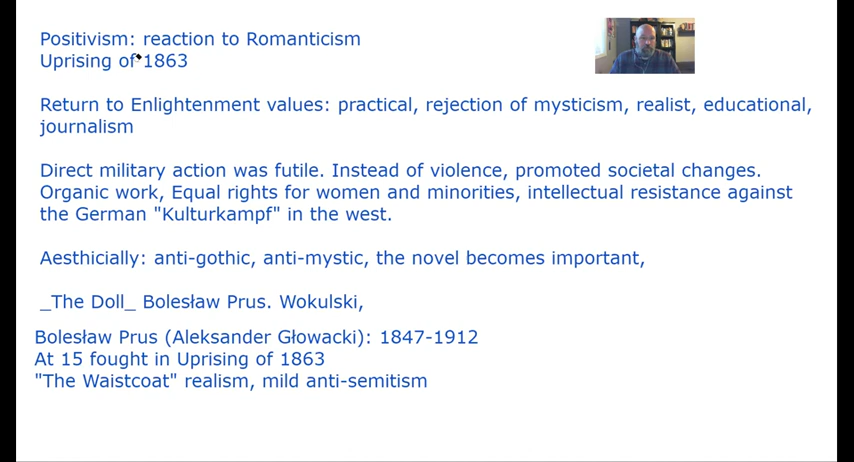 Positivism: reaction to Romanticism
Uprising of 1863
Return to Enlightenment values: practical, rejection of mysticism, realist, educational,
journalism
Direct military action was futile. Instead of violence, promoted societal changes.
Organic work, Equal rights for women and minorities, intellectual resistance against
the German "Kulturkampf" in the west.
Aesthicially: anti-gothic, anti-mystic, the novel becomes important,
_The Doll_ Bolesław Prus. Wokulski,
Bolesław Prus (Aleksander Głowacki): 1847-1912
At 15 fought in Uprising of 1863
"The Waistcoat" realism, mild anti-semitism